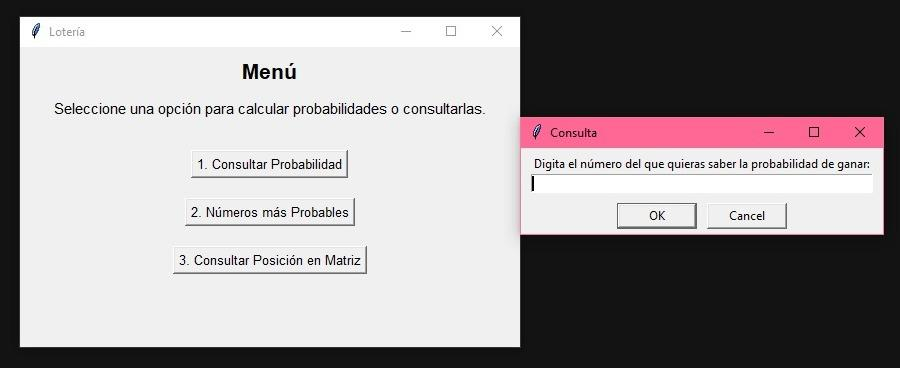 Lotería
Menú
Seleccione una opción para calcular probabilidades o consultarlas.
1. Consultar Probabilidad
2. Números más Probables
3. Consultar Posición en Matriz
Consulta
Digita el número del que quieras saber la probabilidad de ganar:
OK
Cancel